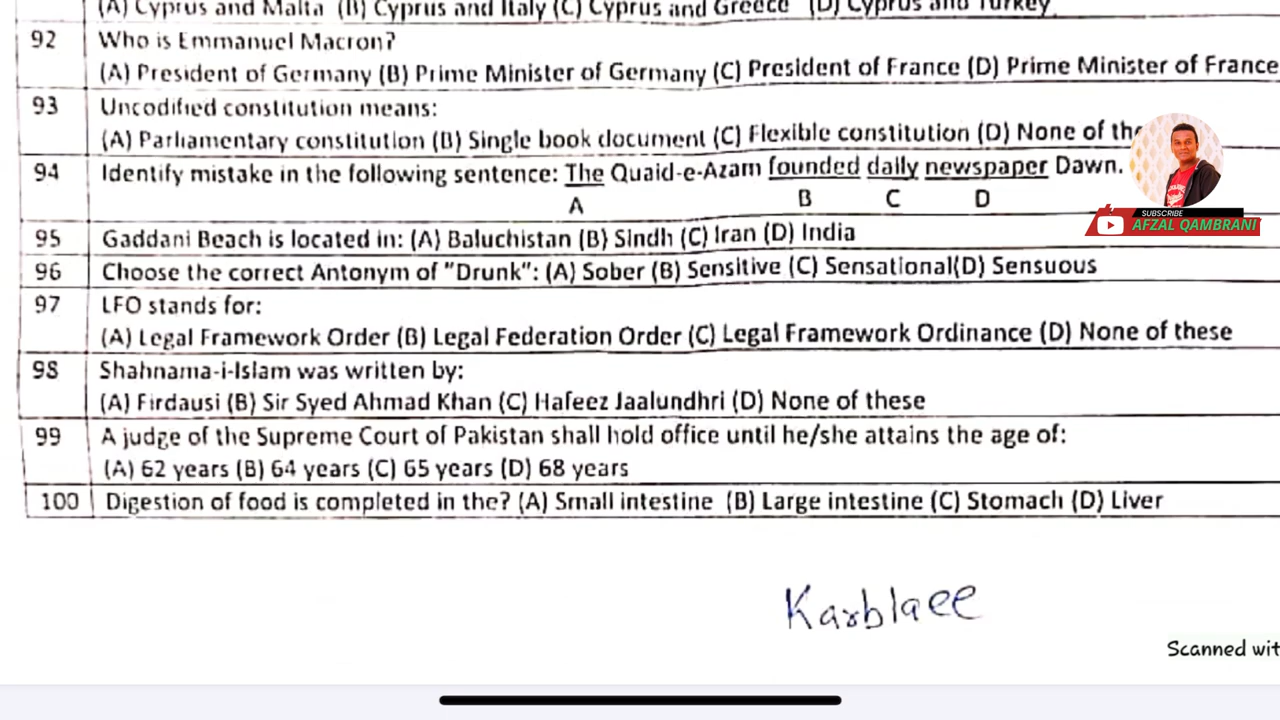 (A) Cyprus and Malta (B) Cyprus and Italy (C) Cyprus and Greece (D) Cyprus and Turkey
92 Who is Emmanuel Macron?
(A) President of Germany (B) Prime Minister of Germany (C) President of France (D) Prime Minister of France
93 Uncodified constitution means:
(A) Parliamentary constitution (B) Single book document (C) Flexible constitution (D) None of the
94 Identify mistake in the following sentence: The Quaid-e-Azam founded daily newspaper Dawn.
A B C D
SUBSCRIBE
AFZAL QAMBRANI
95 Gaddani Beach is located in: (A) Baluchistan (B) Sindh (C) Iran (D) India
96 Choose the correct Antonym of "Drunk": (A) Sober (B) Sensitive (C) Sensational(D) Sensuous
97 LFO stands for:
(A) Legal Framework Order (B) Legal Federation Order (C) Legal Framework Ordinance (D) None of these
98 Shahnama-i-Islam was written by:
(A) Firdausi (B) Sir Syed Ahmad Khan (C) Hafeez Jaalundhri (D) None of these
99 A judge of the Supreme Court of Pakistan shall hold office until he/she attains the age of:
(A) 62 years (B) 64 years (C) 65 years (D) 68 years
100 Digestion of food is completed in the? (A) Small intestine (B) Large intestine (C) Stomach (D) Liver
Karblaee
Scanned wit